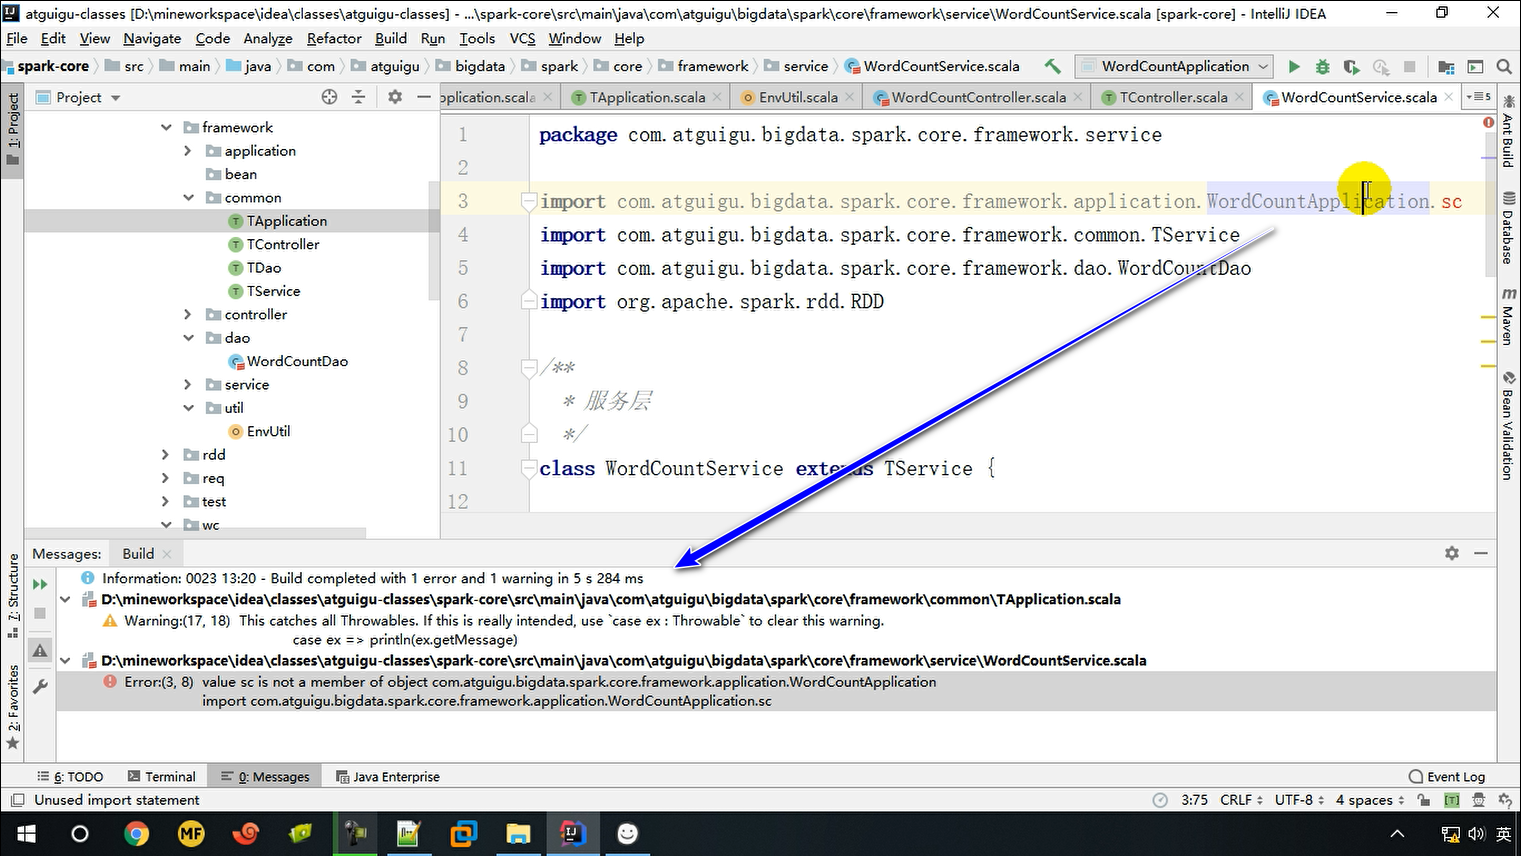 atguigu-classes [D:\mineworkspace\idea\classes\atguigu-classes] - ...\spark-core\src\main\java\com\atguigu\bigdata\spark\core\framework\service\WordCountService.scala [spark-core] - IntelliJ IDEA
File Edit View Navigate Code Analyze Refactor Build Run Tools VCS Window Help
spark-core src main java com atguigu bigdata spark core framework service WordCountService.scala WordCountApplication
1: Project
Project
plication.scala TApplication.scala EnvUtil.scala WordCountController.scala TController.scala WordCountService.scala 5
framework
application
bean
common
TApplication
TController
TDao
TService
controller
dao
WordCountDao
service
util
EnvUtil
rdd
req
test
wc
1 package com.atguigu.bigdata.spark.core.framework.service
2
3 import com.atguigu.bigdata.spark.core.framework.application.WordCountApplication.sc
4 import com.atguigu.bigdata.spark.core.framework.common.TService
5 import com.atguigu.bigdata.spark.core.framework.dao.WordCountDao
6 import org.apache.spark.rdd.RDD
7
8 /**
9 * 服务层
10 */
11 class WordCountService extends TService {
12
Ant Build
Database
m Maven
Bean Validation
Messages: Build
7: Structure
2: Favorites
Information: 0023 13:20 - Build completed with 1 error and 1 warning in 5 s 284 ms
D:\mineworkspace\idea\classes\atguigu-classes\spark-core\src\main\java\com\atguigu\bigdata\spark\core\framework\common\TApplication.scala
Warning:(17, 18) This catches all Throwables. If this is really intended, use `case ex : Throwable` to clear this warning.
case ex => println(ex.getMessage)
D:\mineworkspace\idea\classes\atguigu-classes\spark-core\src\main\java\com\atguigu\bigdata\spark\core\framework\service\WordCountService.scala
Error:(3, 8) value sc is not a member of object com.atguigu.bigdata.spark.core.framework.application.WordCountApplication
import com.atguigu.bigdata.spark.core.framework.application.WordCountApplication.sc
6: TODO Terminal 0: Messages Java Enterprise Event Log
Unused import statement 3:75 CRLF UTF-8 4 spaces [T]
MF 英